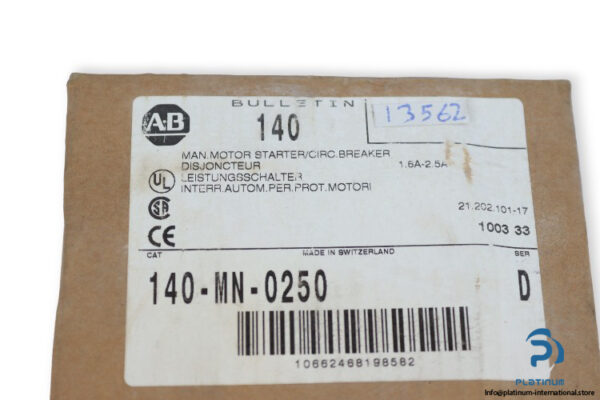 BULLETIN
140
13562
A-B
MAN.MOTOR STARTER/CIRC.BREAKER
DISJONCTEUR
1.6A-2.5A
LEISTUNGSSCHALTER
INTERR.AUTOM.PER.PROT.MOTORI
UL
SA
21.202.101-17
1003 33
CE
CAT
MADE IN SWITZERLAND
SER
140-MN-0250
D
10662468198582
PLATINUM
Info@platinum-international.store